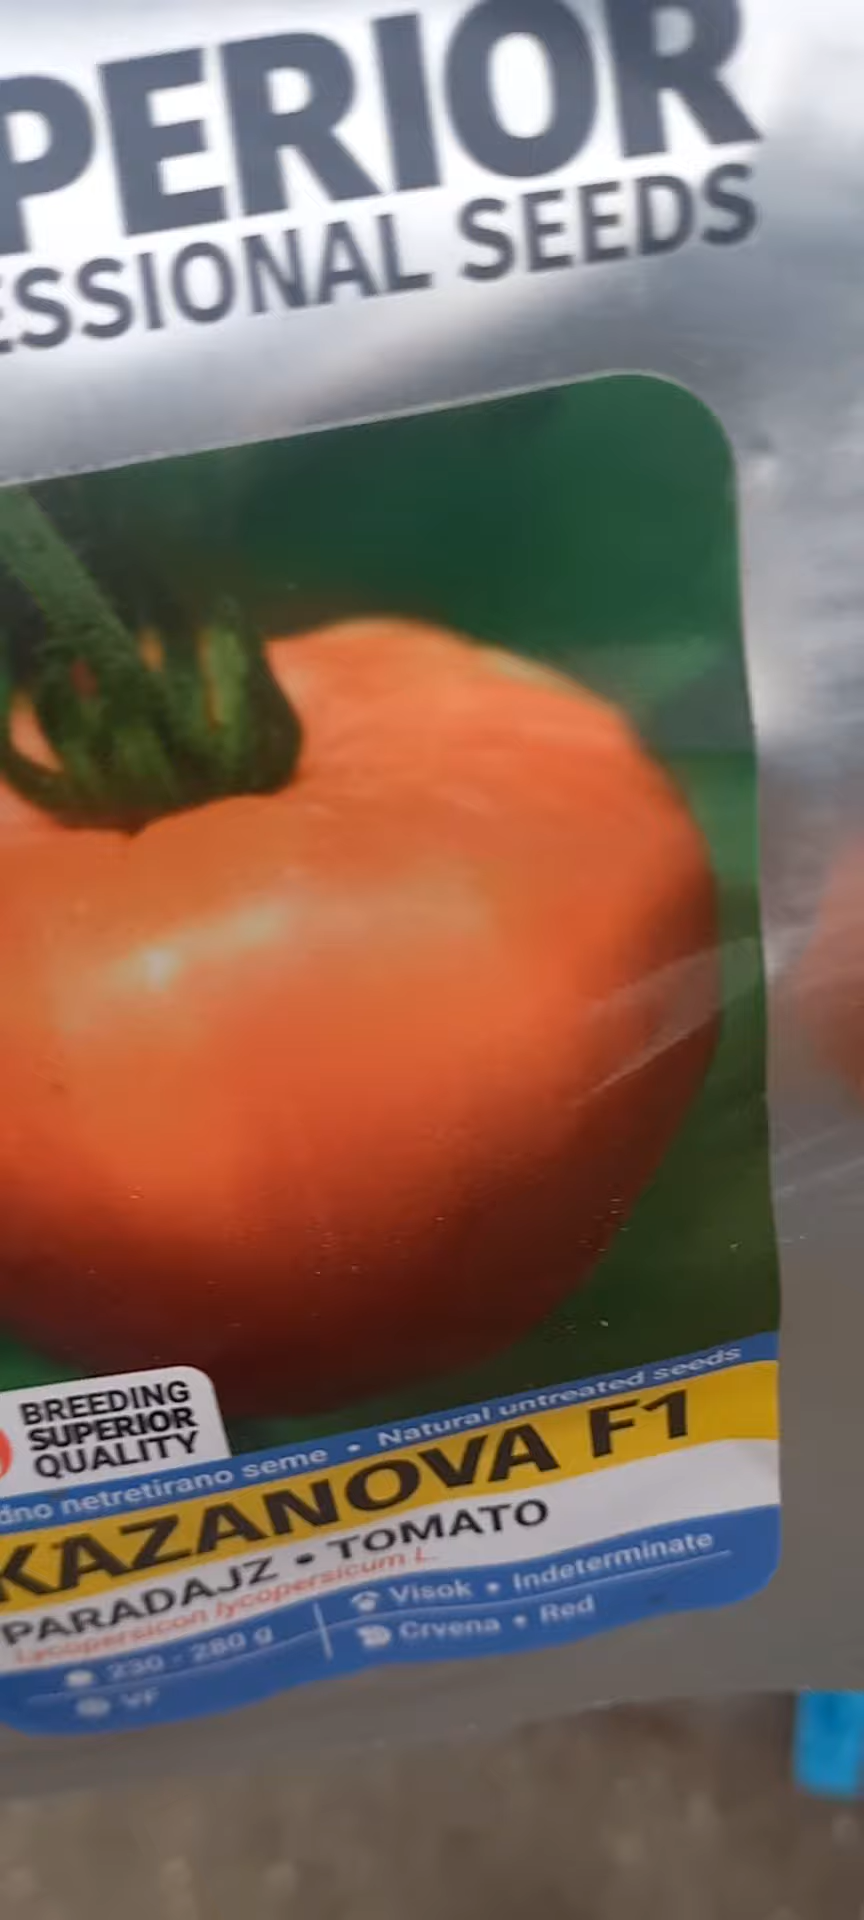 PERIOR
ESSIONAL SEEDS
BREEDING
SUPERIOR
QUALITY
dno netretirano seme • Natural untreated seeds
KAZANOVA F1
PARADAJZ • TOMATO
Lycopersicon lycopersicum L.
230 - 280 g
Visok • Indeterminate
VF
Crvena • Red